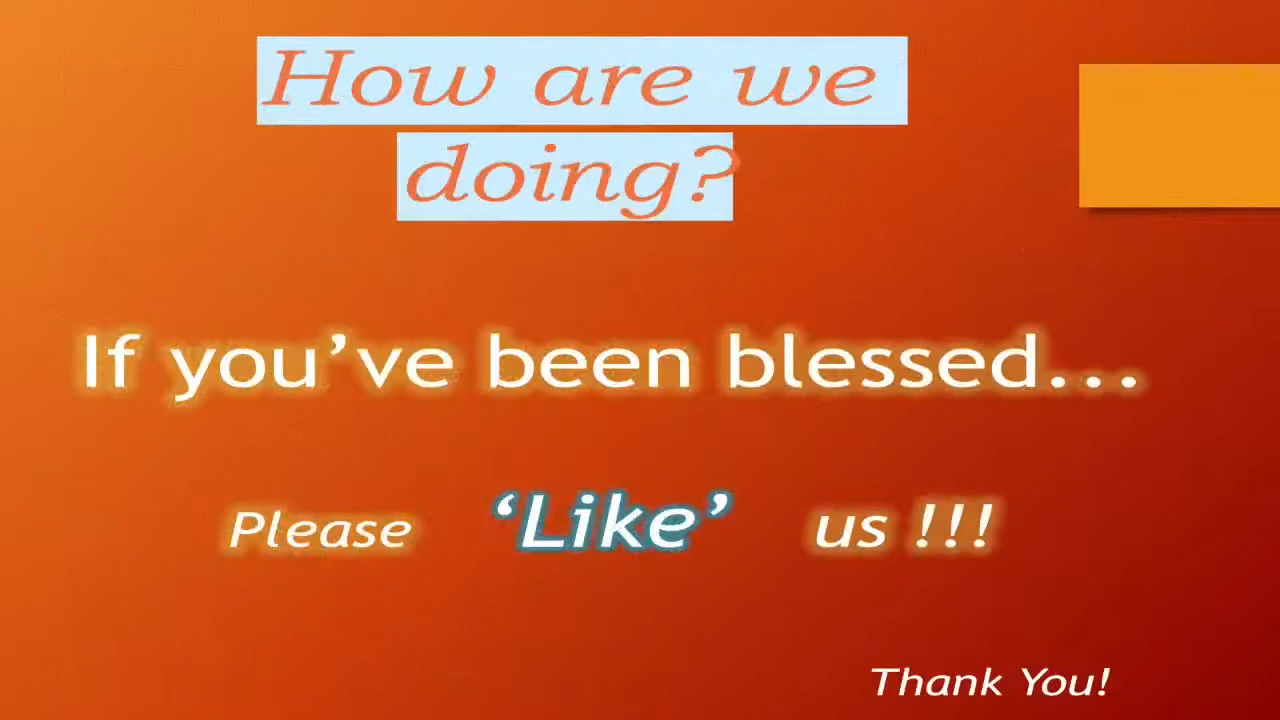 How are we
doing?
If you’ve been blessed...
Please ‘Like’ us !!!
Thank You!